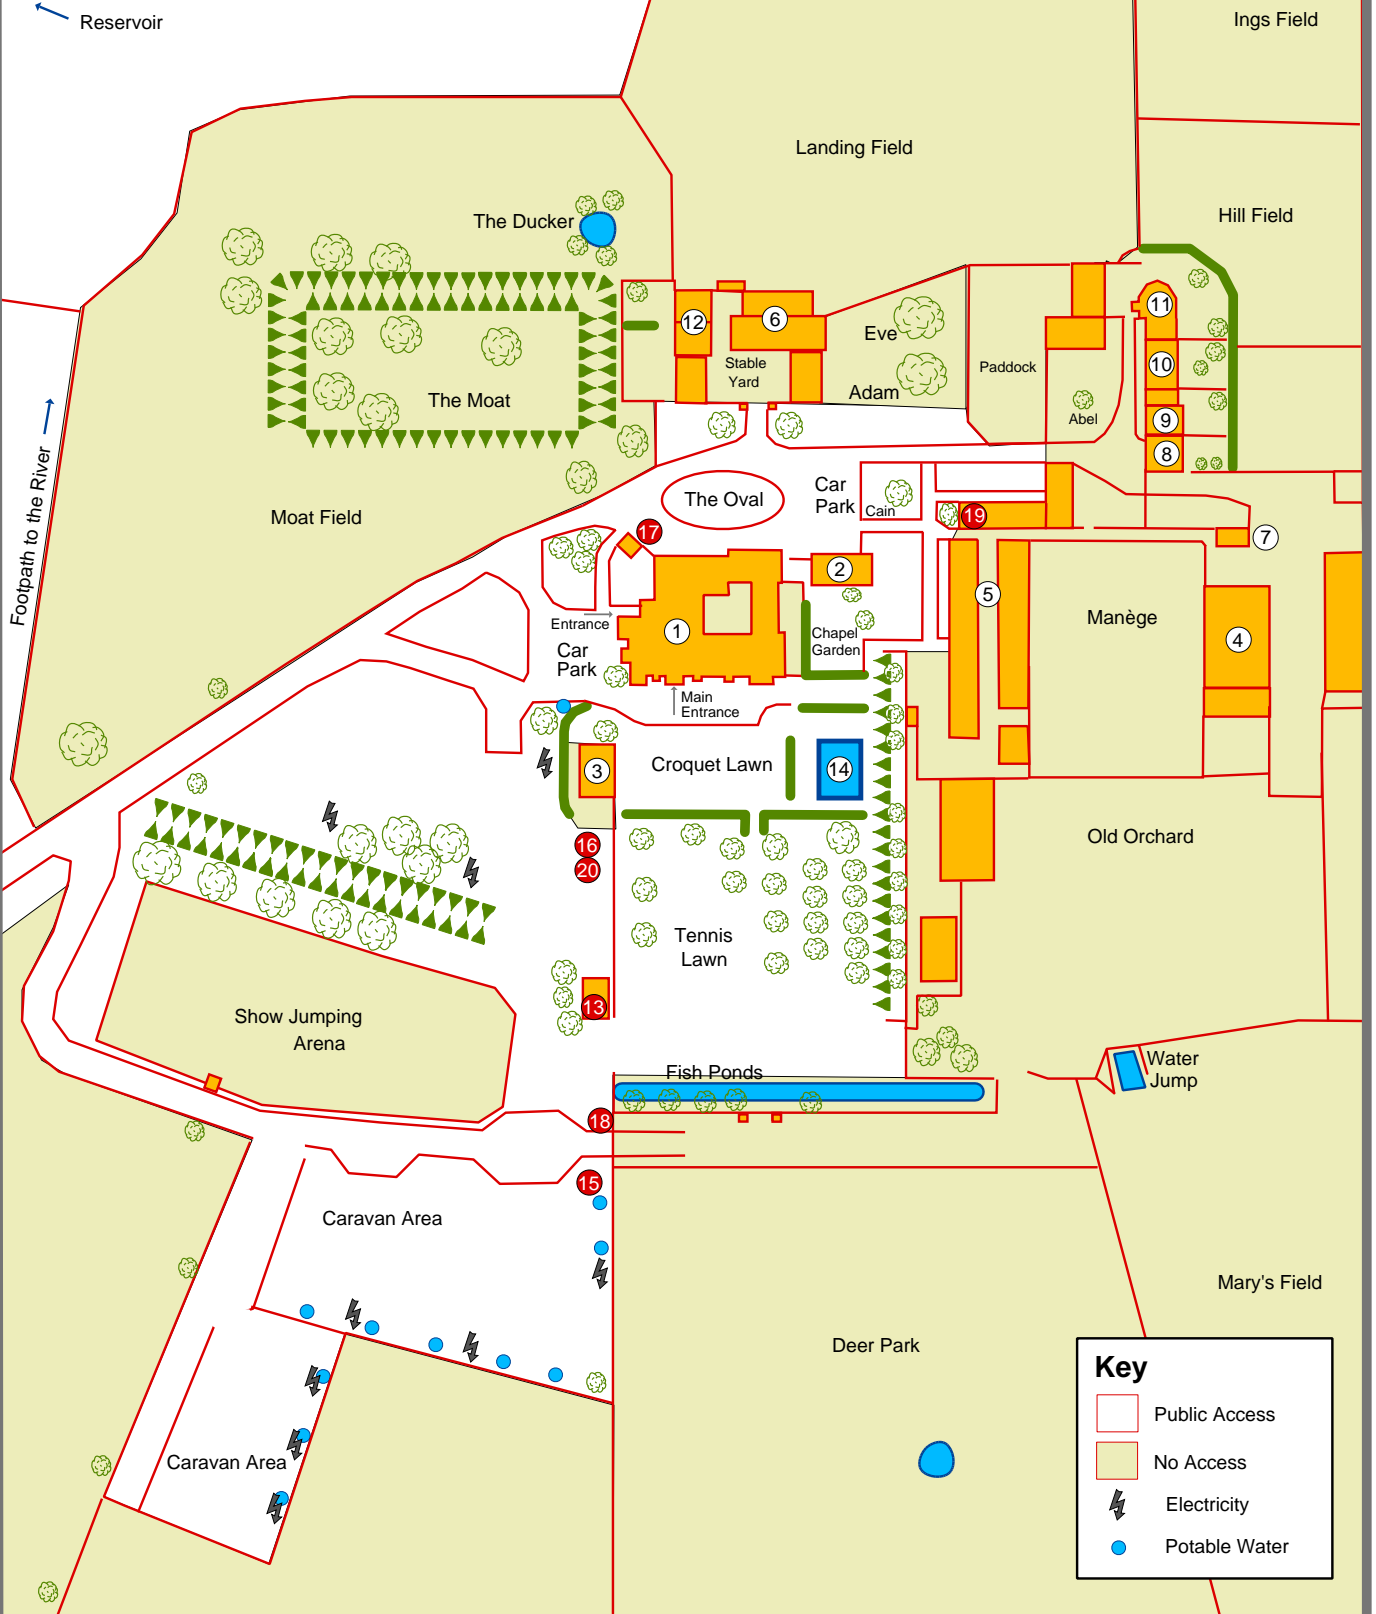 Reservoir
Ings Field
Landing Field
Hill Field
The Ducker
11
12
6
Eve
Stable
Yard
Paddock
10
Adam
The Moat
Abel
9
8
Footpath to the River
Car
Park
The Oval
Cain
Moat Field
17
19
7
2
5
Entrance
1
Chapel
Garden
Manège
4
Car
Park
Main
Entrance
3
Croquet Lawn
14
16
20
Old Orchard
Tennis
Lawn
13
Show Jumping
Arena
Fish Ponds
Water
Jump
18
15
Caravan Area
Mary's Field
Deer Park
Caravan Area
Key
Public Access
No Access
Electricity
Potable Water